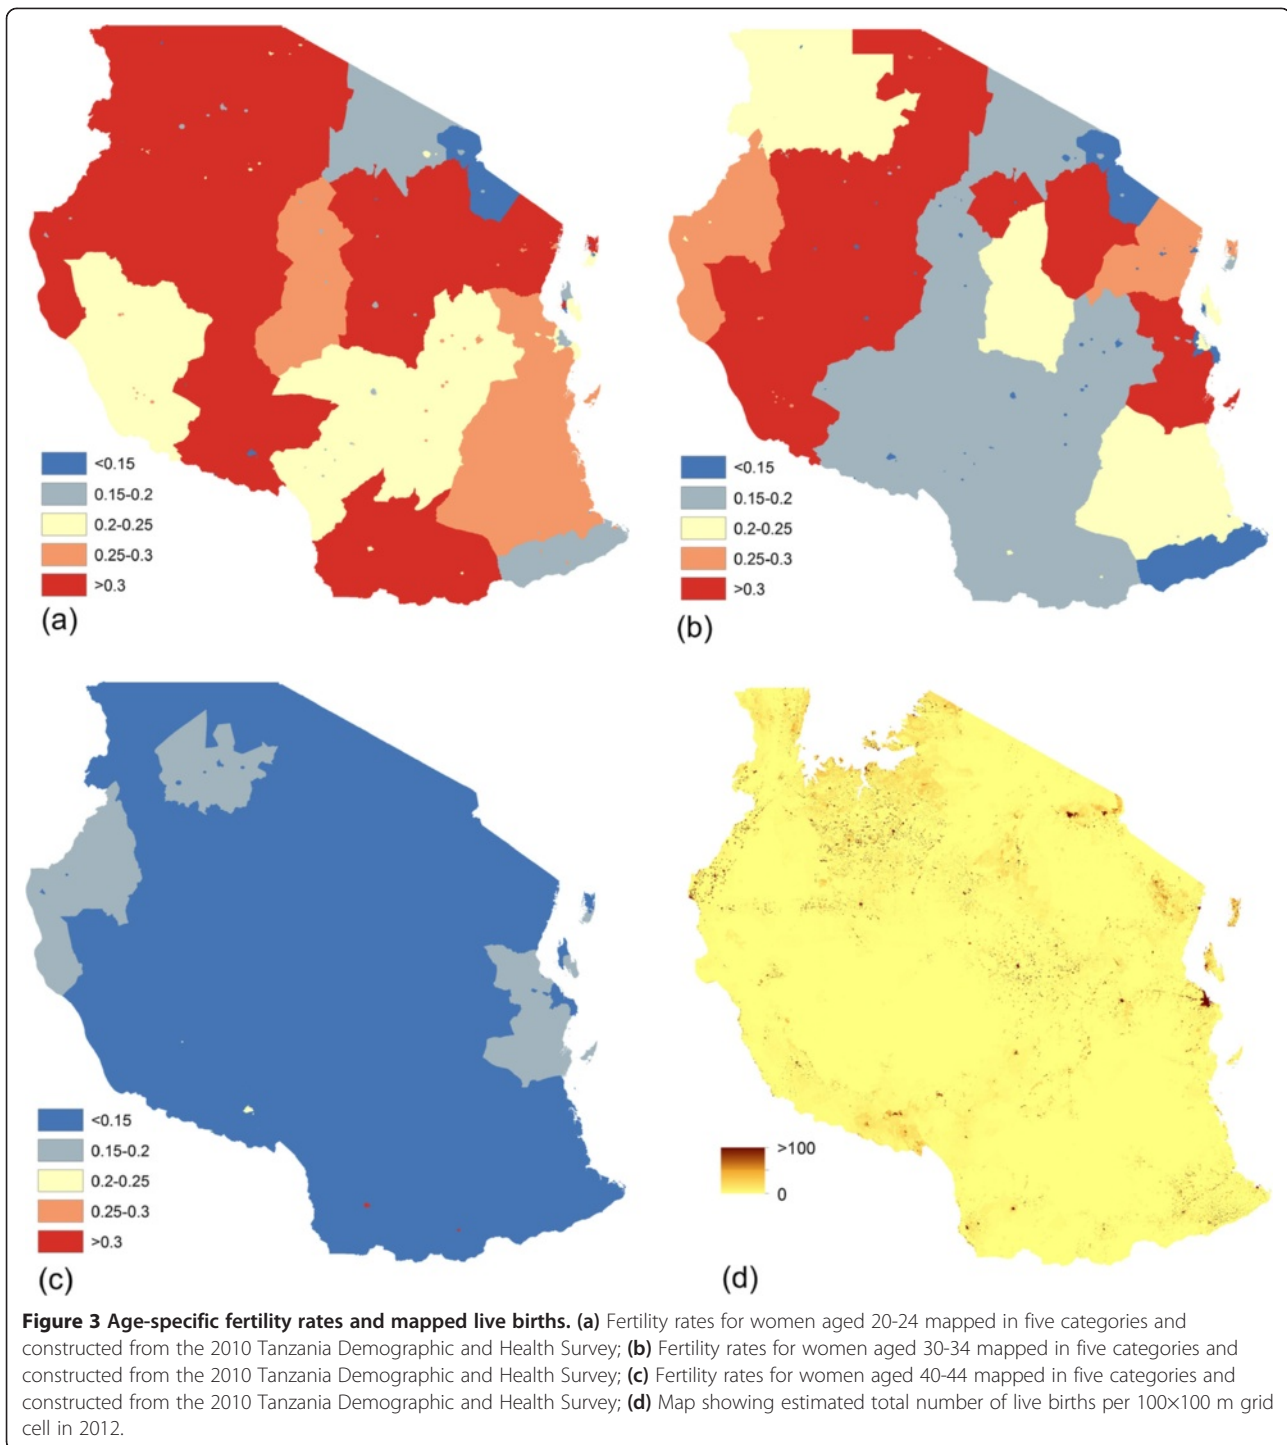 <0.15
0.15-0.2
0.2-0.25
0.25-0.3
>0.3
(a)
<0.15
0.15-0.2
0.2-0.25
0.25-0.3
>0.3
(b)
<0.15
0.15-0.2
0.2-0.25
0.25-0.3
>0.3
(c)
>100
0
(d)
Figure 3 Age-specific fertility rates and mapped live births. (a) Fertility rates for women aged 20-24 mapped in five categories and
constructed from the 2010 Tanzania Demographic and Health Survey; (b) Fertility rates for women aged 30-34 mapped in five categories and
constructed from the 2010 Tanzania Demographic and Health Survey; (c) Fertility rates for women aged 40-44 mapped in five categories and
constructed from the 2010 Tanzania Demographic and Health Survey; (d) Map showing estimated total number of live births per 100×100 m grid
cell in 2012.